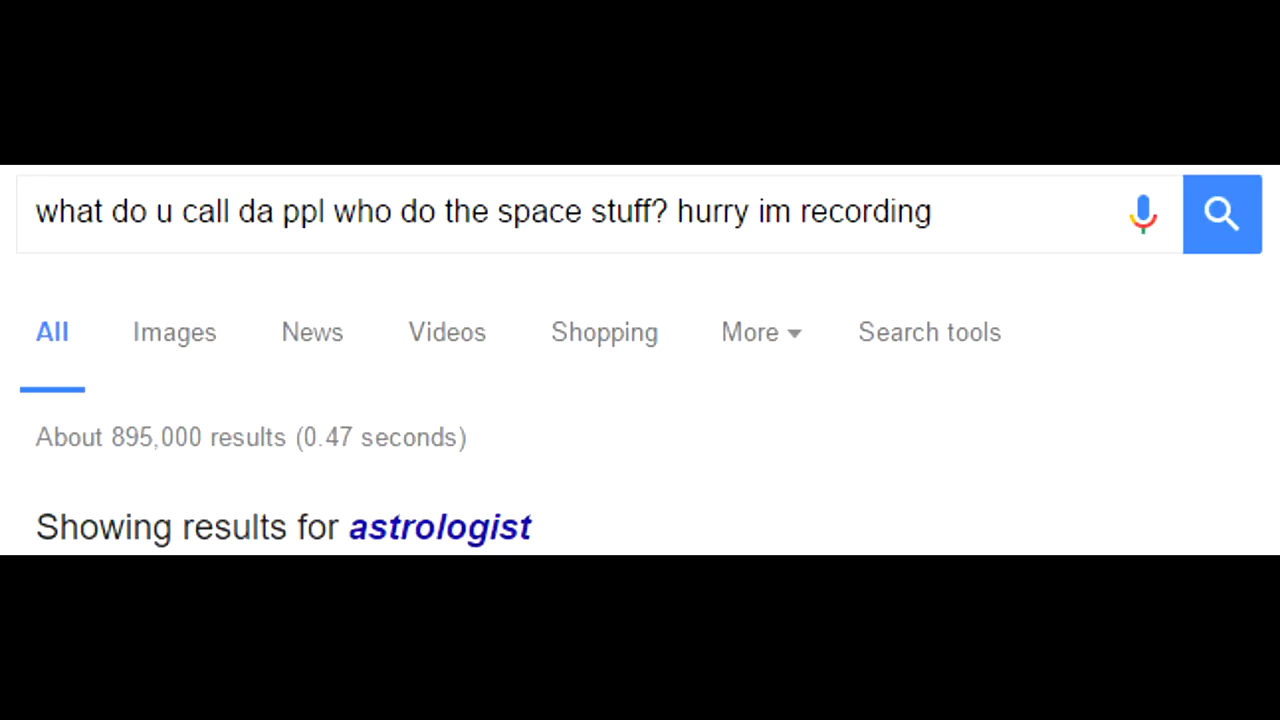 what do u call da ppl who do the space stuff? hurry im recording
All Images News Videos Shopping More Search tools
About 895,000 results (0.47 seconds)
Showing results for astrologist